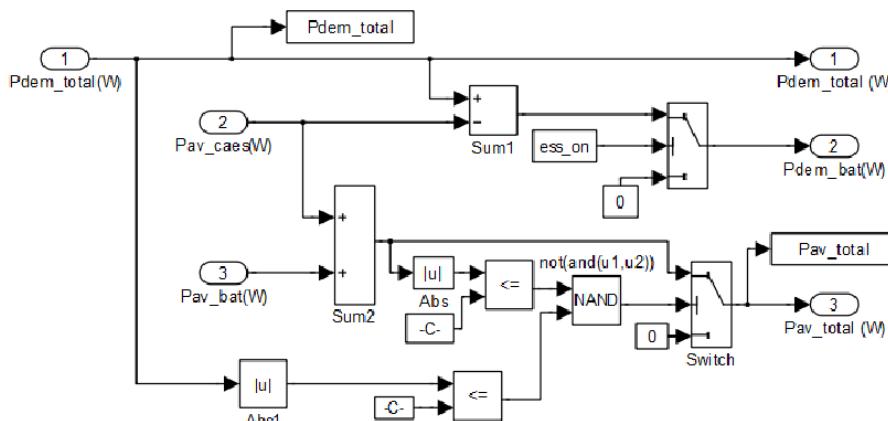 Pdem_total
1
Pdem_total(W)
1
Pdem_total (W
2
Pav_caes(W)
+
−
Sum1
ess_on
0
2
Pdem_bat(W)
+
+
Sum2
3
Pav_bat(W)
|u|
Abs
-C-
<=
not(and(u1,u2))
NAND
0
Switch
Pav_total
3
Pav_total (W)
|u|
Abs1
-C-
<=